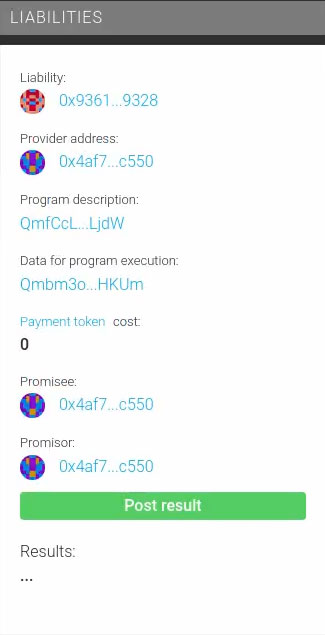 LIABILITIES
Liability:
0x9361...9328
Provider address:
0x4af7...c550
Program description:
QmfCcL...LjdW
Data for program execution:
Qmbm3o...HKUm
Payment token cost:
0
Promisee:
0x4af7...c550
Promisor:
0x4af7...c550
Post result
Results:
...